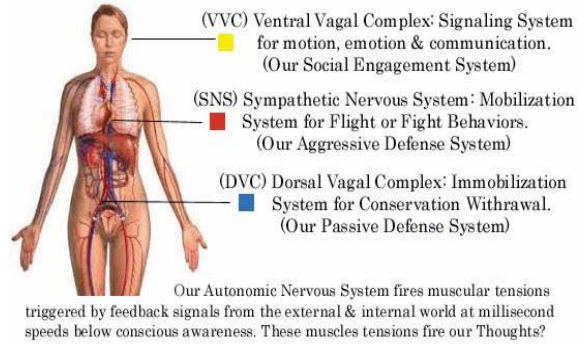 (VVC) Ventral Vagal Complex: Signaling System
for motion, emotion & communication.
(Our Social Engagement System)
(SNS) Sympathetic Nervous System: Mobilization
System for Flight or Fight Behaviors.
(Our Aggressive Defense System)
(DVC) Dorsal Vagal Complex: Immobilization
System for Conservation Withrawal.
(Our Passive Defense System)
Our Autonomic Nervous System fires muscular tensions
triggered by feedback signals from the external & internal world at millisecond
speeds below conscious awareness. These muscles tensions fire our Thoughts?